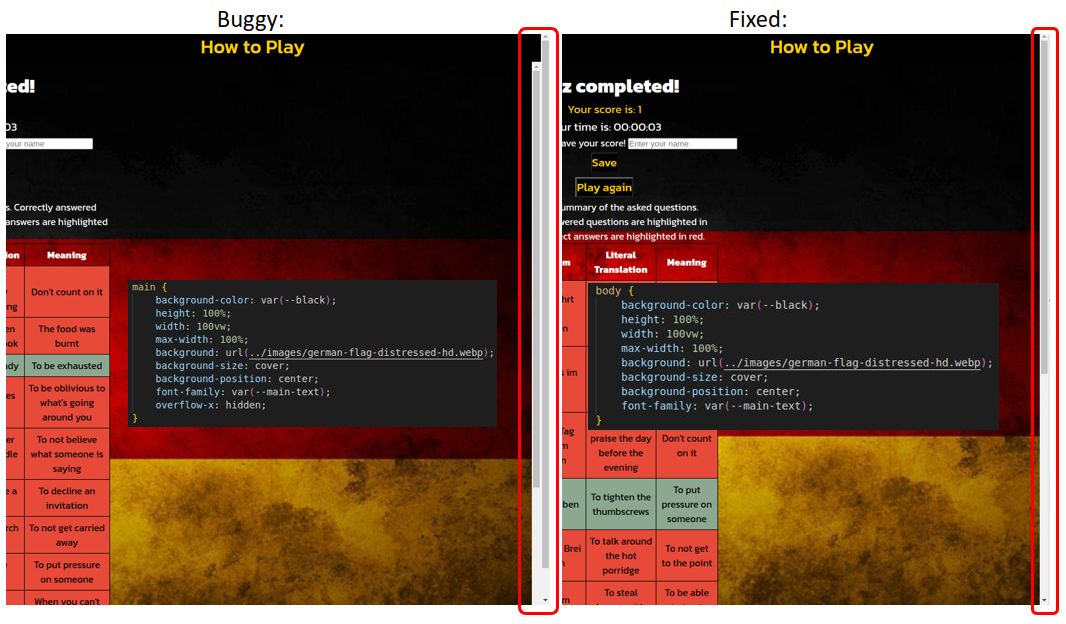 Buggy:
How to Play
ted!
03
your name
s. Correctly answered
answers are highlighted
ion Meaning
Don't count on it
ng
en The food was
ook burnt
dy To be exhausted
es To be oblivious to
what's going
around you
er To not believe
dle what someone is
saying
e a To decline an
invitation
rch To not get carried
away
To put pressure
on someone
When you can't
main {
background-color: var(--black);
height: 100%;
width: 100vw;
max-width: 100%;
background: url(../images/german-flag-distressed-hd.webp);
background-size: cover;
background-position: center;
font-family: var(--main-text);
overflow-x: hidden;
}
Fixed:
How to Play
z completed!
Your score is: 1
ur time is: 00:00:03
ave your score! Enter your name
Save
Play again
ummary of the asked questions.
wered questions are highlighted in
ect answers are highlighted in red.
m Literal Translation Meaning
hrt
n
s im
body {
background-color: var(--black);
height: 100%;
width: 100vw;
max-width: 100%;
background: url(../images/german-flag-distressed-hd.webp);
background-size: cover;
background-position: center;
font-family: var(--main-text);
}
Tag praise the day Don't count
m before the on it
n evening
ben To tighten the To put
thumbscrews pressure on
someone
Brei To talk around To not get
n the hot to the point
porridge
m To steal To be able